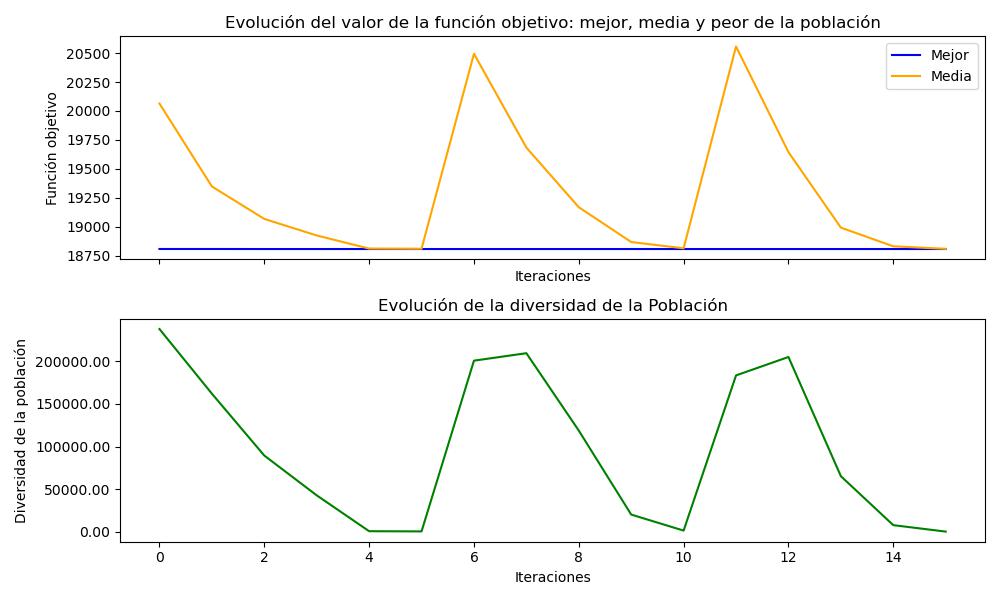 Evolución del valor de la función objetivo: mejor, media y peor de la población
20500
20250
20000
19750
19500
19250
19000
18750
Función objetivo
Mejor
Media
Iteraciones
Evolución de la diversidad de la Población
200000.00
150000.00
100000.00
50000.00
0.00
Diversidad de la población
0 2 4 6 8 10 12 14
Iteraciones